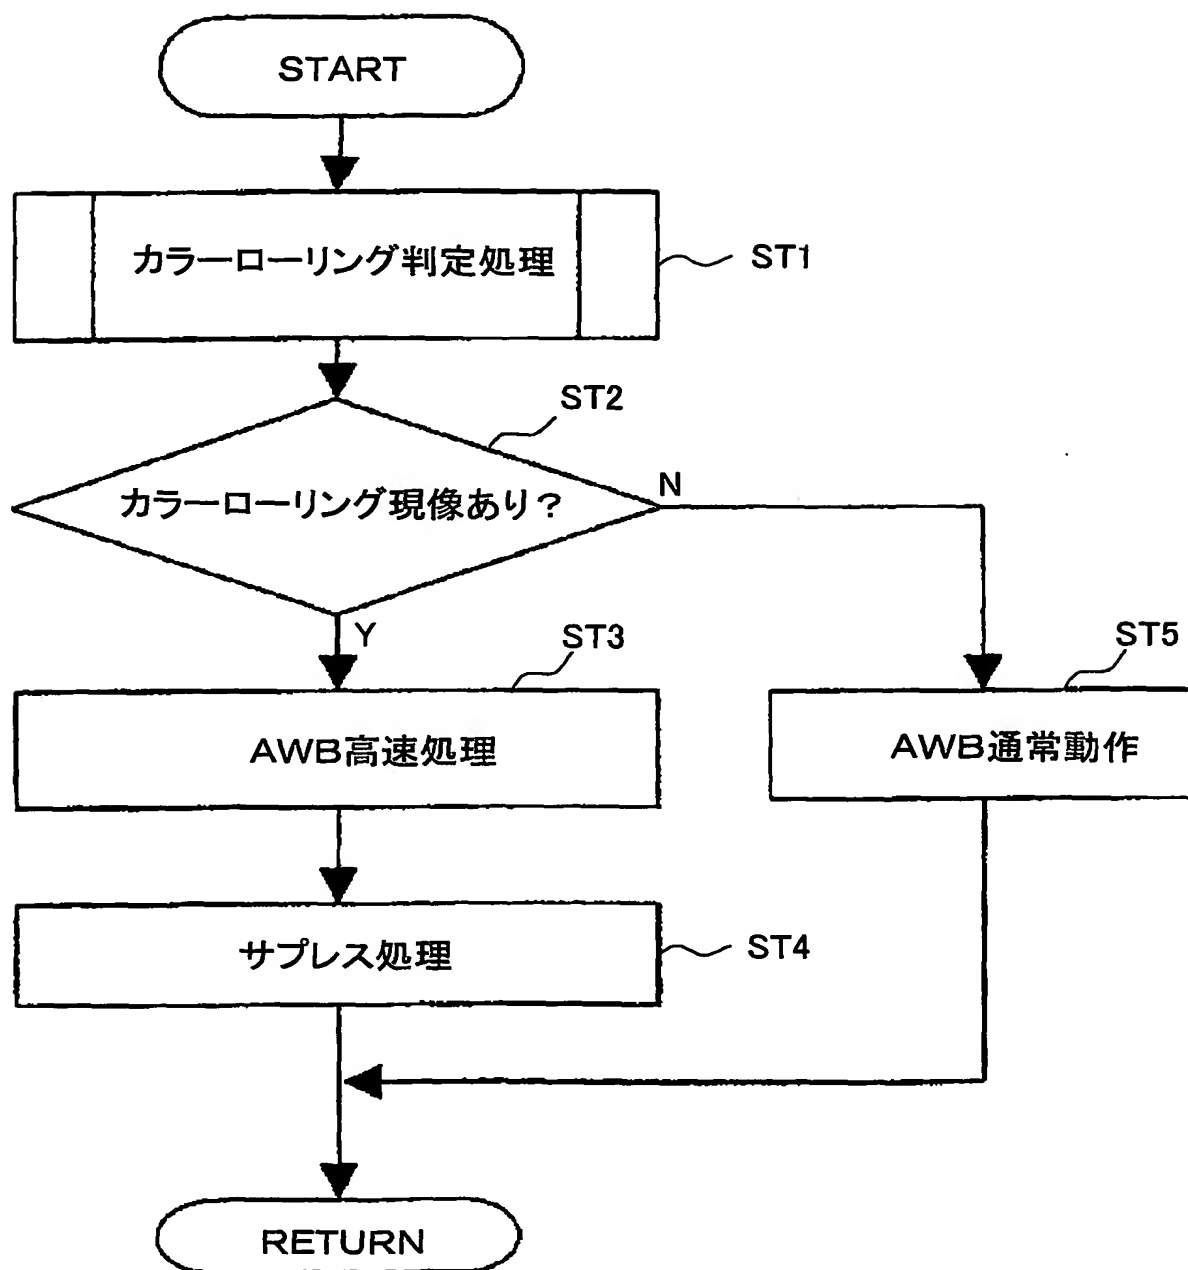 START
カラーローリング判定処理
ST1
ST2
カラーローリング現像あり？
N
Y
ST3
ST5
AWB高速処理
AWB通常動作
サプレス処理
ST4
RETURN